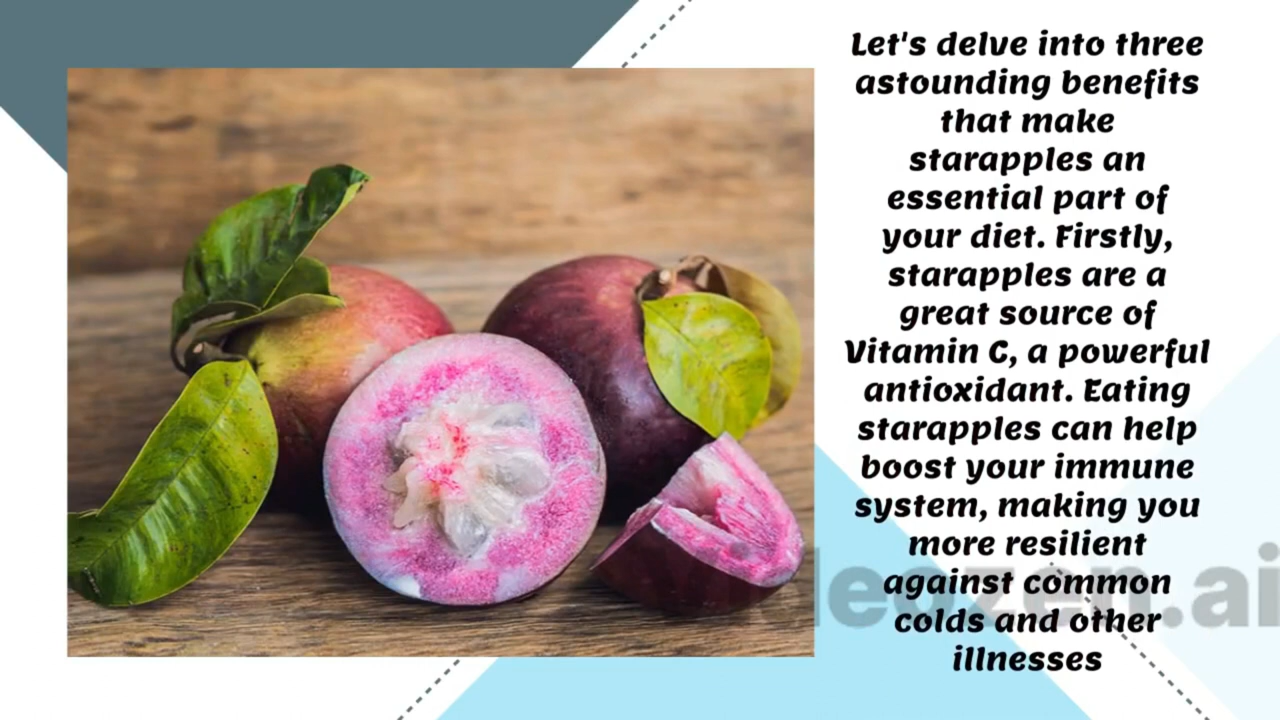 Let's delve into three
astounding benefits
that make
starapples an
essential part of
your diet. Firstly,
starapples are a
great source of
Vitamin C, a powerful
antioxidant. Eating
starapples can help
boost your immune
system, making you
more resilient
against common
colds and other
illnesses